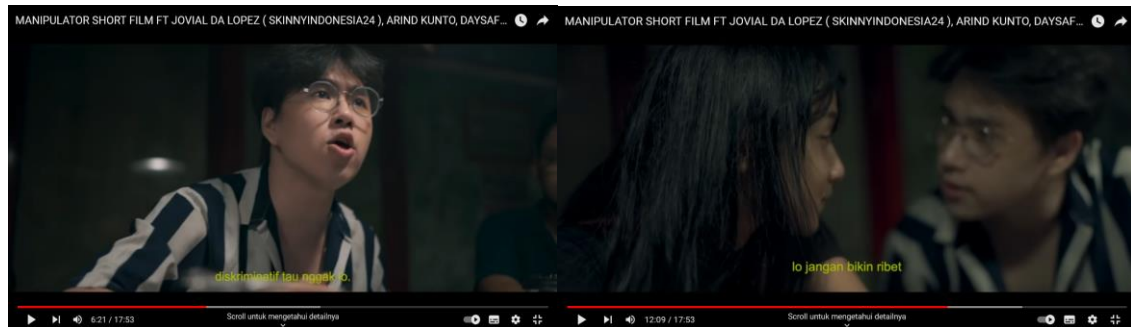 MANIPULATOR SHORT FILM FT JOVIAL DA LOPEZ ( SKINNYINDONESIA24 ), ARIND KUNTO, DAYSAF...
diskriminatif tau nggak lo.
6:21 / 17:53
Scroll untuk mengetahui detailnya
MANIPULATOR SHORT FILM FT JOVIAL DA LOPEZ ( SKINNYINDONESIA24 ), ARIND KUNTO, DAYSAF...
lo jangan bikin ribet
12:09 / 17:53
Scroll untuk mengetahui detailnya